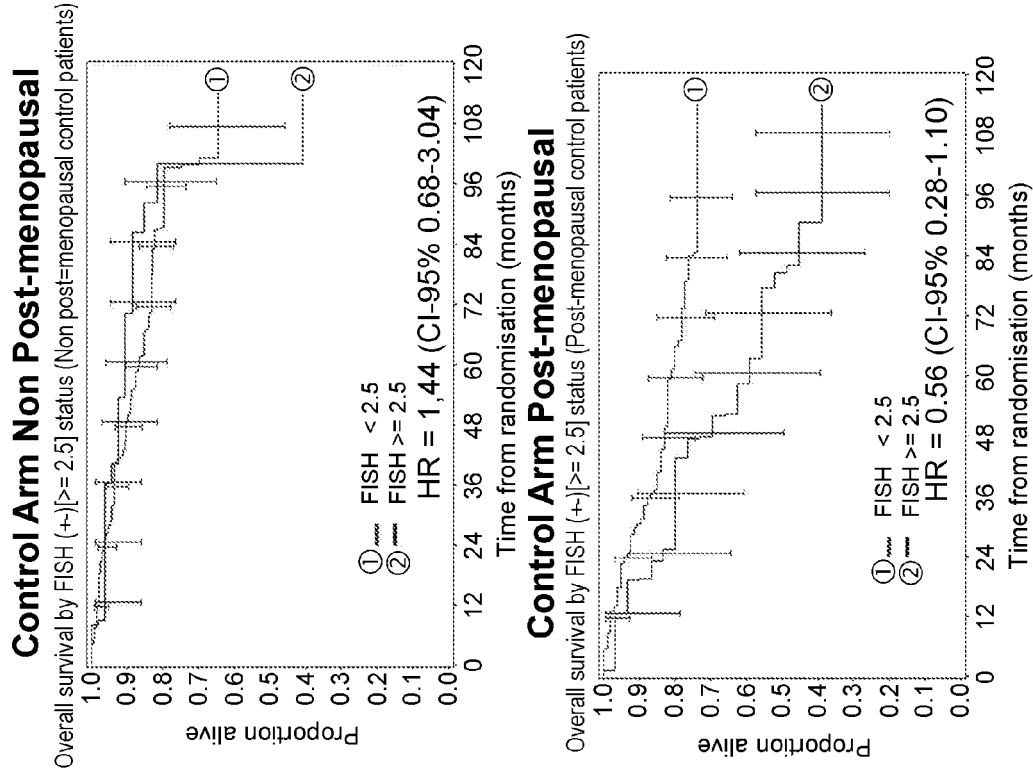 Control Arm Non Post-menopausal
Overall survival by FISH (+-)[>= 2.5] status (Non post=menopausal control patients)
Proportion alive
1.0
0.9
0.8
0.7
0.6
0.5
0.4
0.3
0.2
0.1
0.0
① FISH < 2.5
② FISH >= 2.5
HR = 1,44 (CI-95% 0.68-3.04)
①
②
0 12 24 36 48 60 72 84 96 108 120
Time from randomisation (months)
Control Arm Post-menopausal
Overall survival by FISH (+-)[>= 2.5] status (Post-menopausal control patients)
Proportion alive
1.0
0.9
0.8
0.7
0.6
0.5
0.4
0.3
0.2
0.1
0.0
① FISH < 2.5
② FISH >= 2.5
HR = 0.56 (CI-95% 0.28-1.10)
①
②
0 12 24 36 48 60 72 84 96 108 120
Time from randomisation (months)